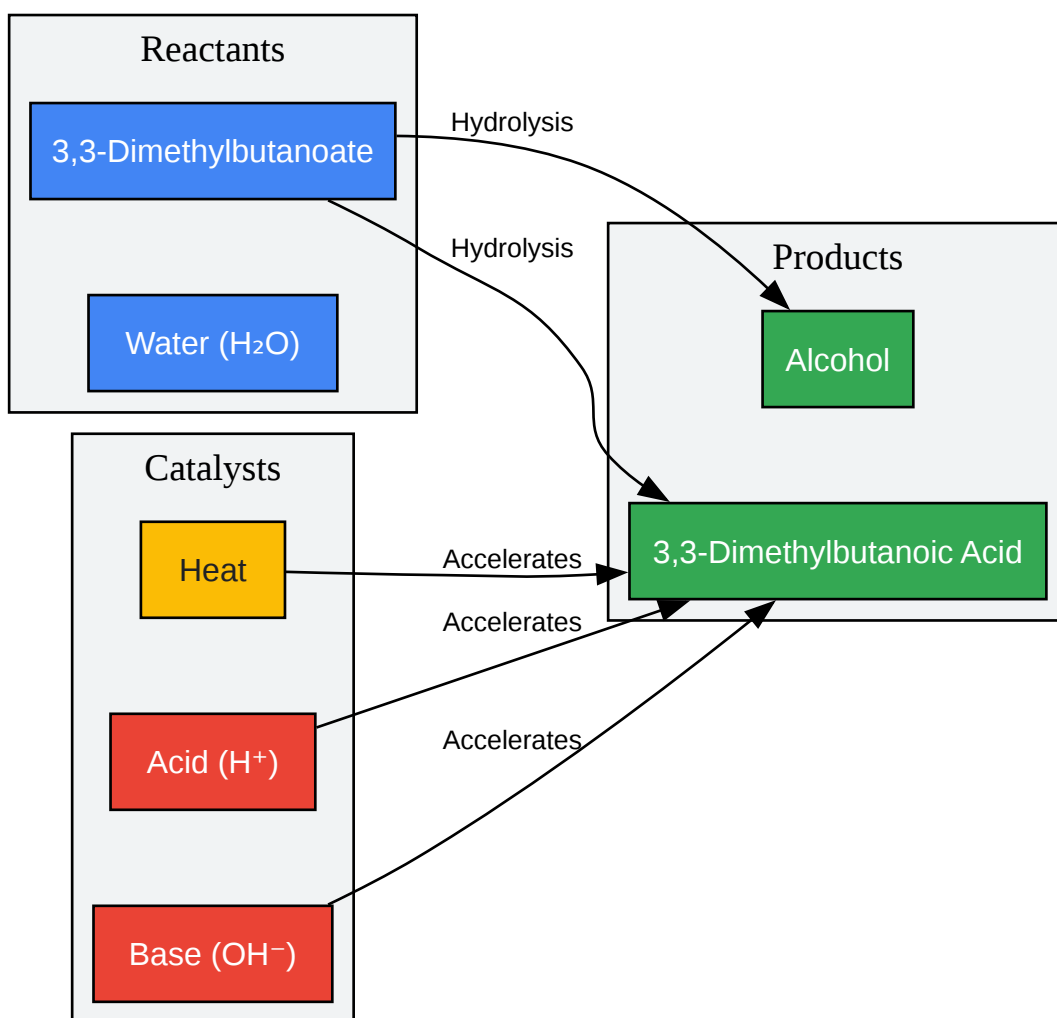 Reactants
3,3-Dimethylbutanoate
Water (H₂O)
Hydrolysis
Hydrolysis
Products
Alcohol
3,3-Dimethylbutanoic Acid
Catalysts
Heat
Acid (H⁺)
Base (OH⁻)
Accelerates
Accelerates
Accelerates